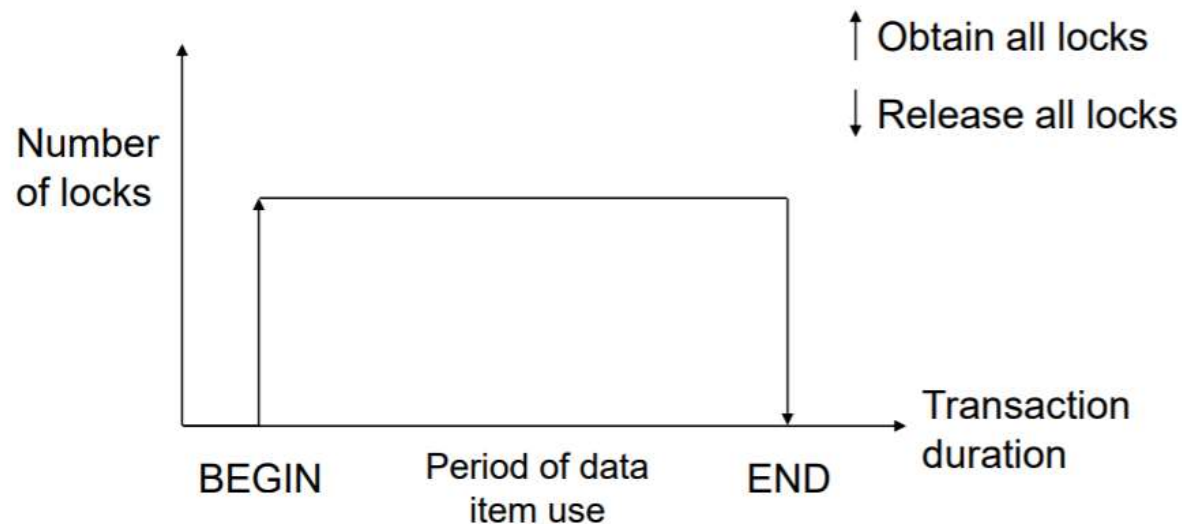 Obtain all locks
Release all locks
Number
of locks
Transaction
duration
BEGIN
Period of data
item use
END